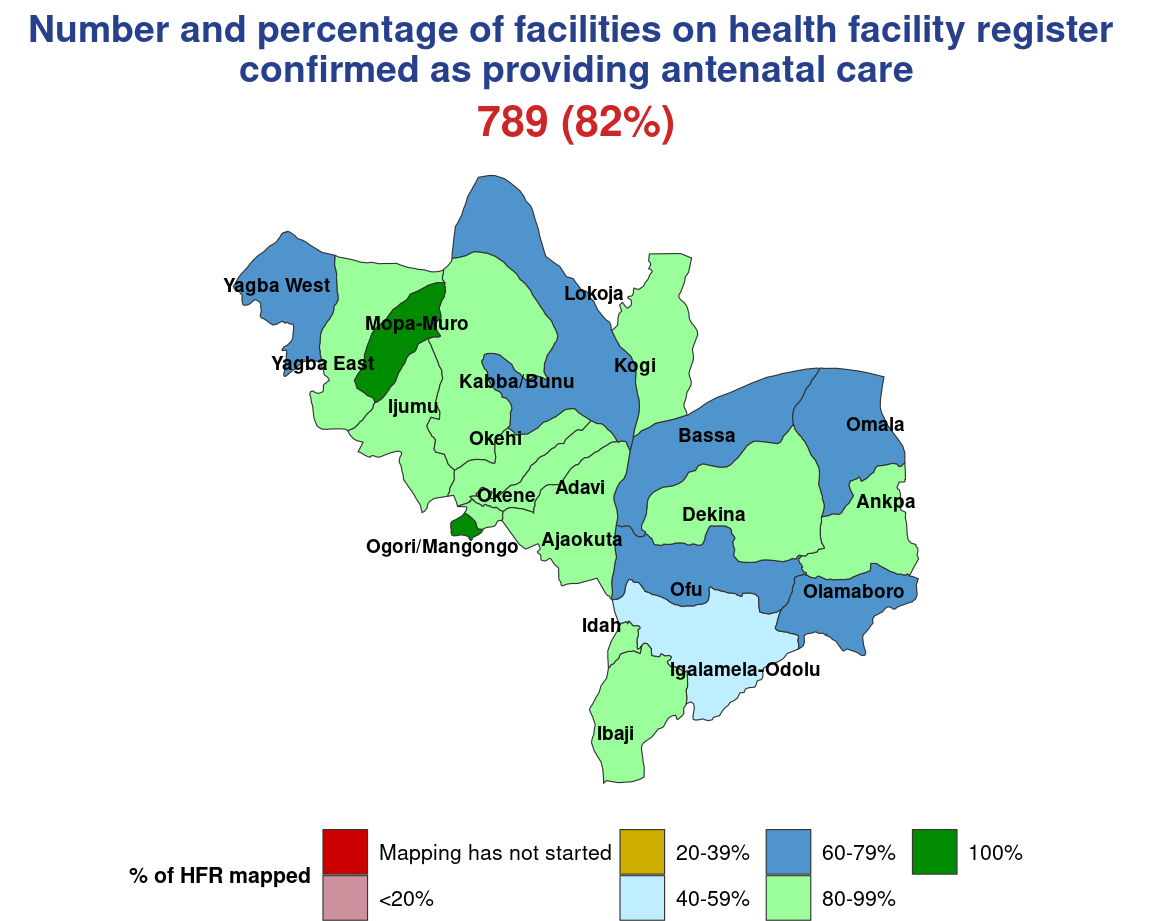 Number and percentage of facilities on health facility register
confirmed as providing antenatal care
789 (82%)
Yagba West
Lokoja
Mopa-Muro
Yagba East
Kogi
Kabba/Bunu
Ijumu
Omala
Okehi
Bassa
Adavi
Okene
Ankpa
Dekina
Ajaokuta
Ogori/Mangongo
Ofu
Olamaboro
Idah
Igalamela-Odolu
Ibaji
% of HFR mapped
Mapping has not started
<20%
20-39%
40-59%
60-79%
80-99%
100%